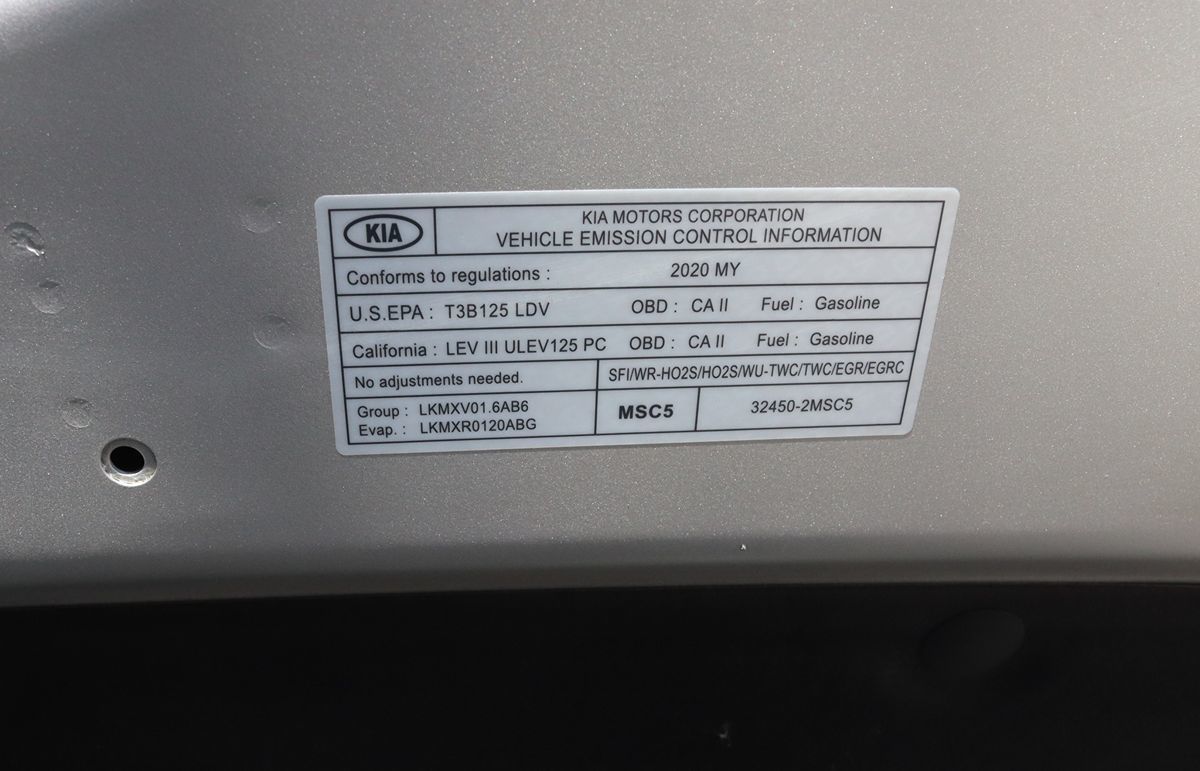 KIA
KIA MOTORS CORPORATION
VEHICLE EMISSION CONTROL INFORMATION
Conforms to regulations : 2020 MY
U.S.EPA : T3B125 LDV OBD : CA II Fuel : Gasoline
California : LEV III ULEV125 PC OBD : CA II Fuel : Gasoline
No adjustments needed. SFI/WR-HO2S/HO2S/WU-TWC/TWC/EGR/EGRC
Group : LKMXV01.6AB6
Evap. : LKMXR0120ABG
MSC5
32450-2MSC5